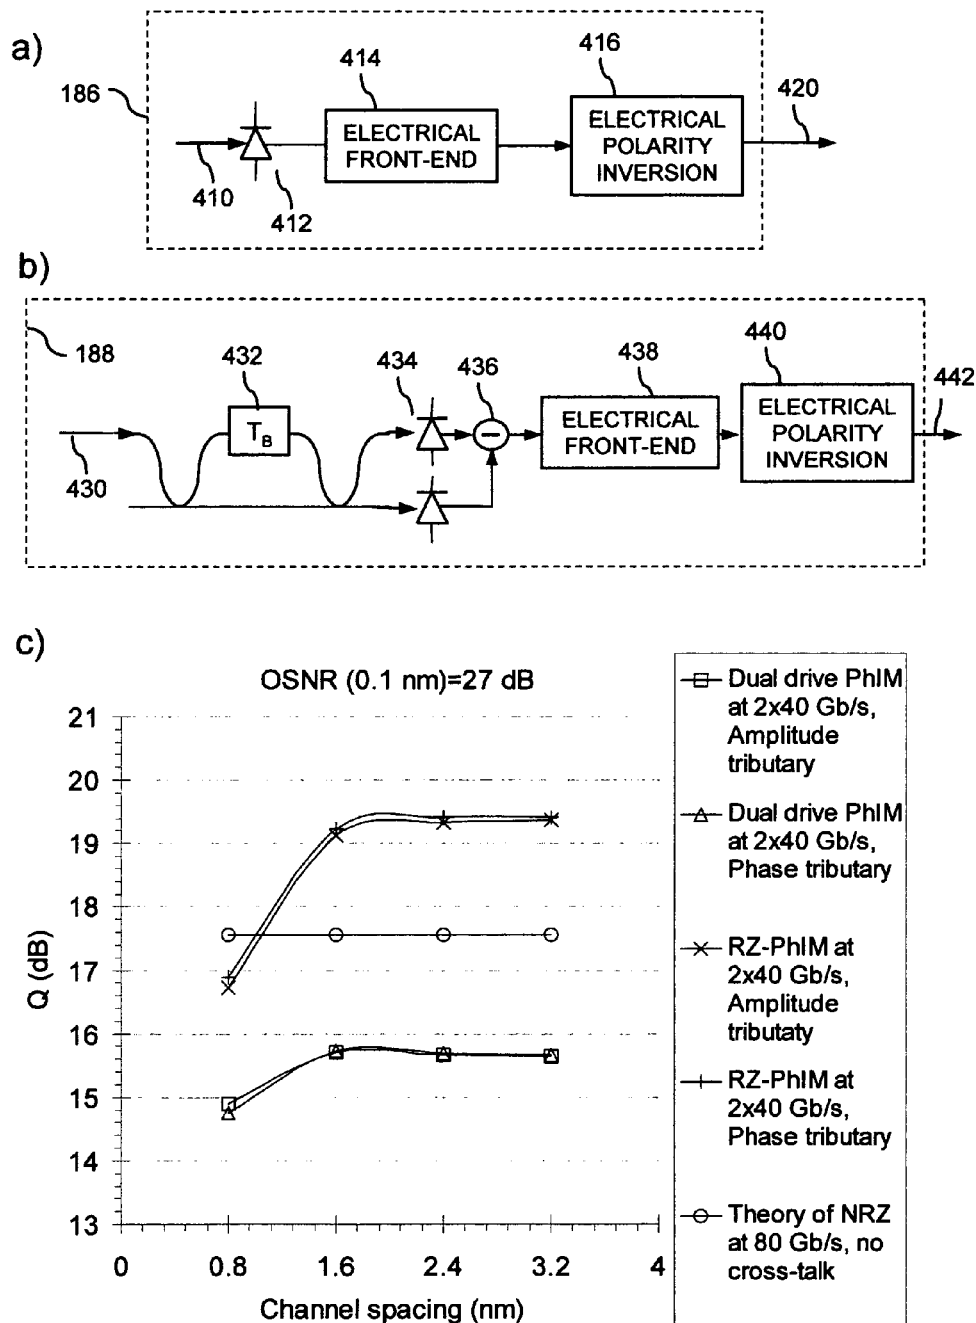 a)
186
414
416
420
ELECTRICAL
FRONT-END
ELECTRICAL
POLARITY
INVERSION
410
412
b)
188
432
434
436
438
440
442
T_B
ELECTRICAL
FRONT-END
ELECTRICAL
POLARITY
INVERSION
430
c)
OSNR (0.1 nm)=27 dB
21
20
19
18
17
16
15
14
13
Q (dB)
0
0.8
1.6
2.4
3.2
4
Channel spacing (nm)
Dual drive PhIM
at 2x40 Gb/s,
Amplitude
tributary
Dual drive PhIM
at 2x40 Gb/s,
Phase tributary
RZ-PhIM at
2x40 Gb/s,
Amplitude
tributaty
RZ-PhIM at
2x40 Gb/s,
Phase tributary
Theory of NRZ
at 80 Gb/s, no
cross-talk